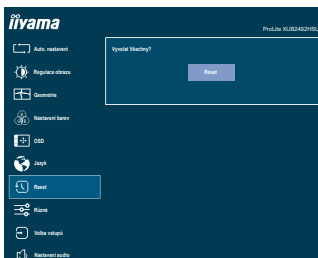 iiyama
ProLite XUB2492HSU
Auto. nastavení
Vyvolat Všechny?
Regulace obrazu
Reset
Geometrie
Nastavení barev
OSD
Jazyk
Reset
Různé
Volba vstupů
Nastavení audio